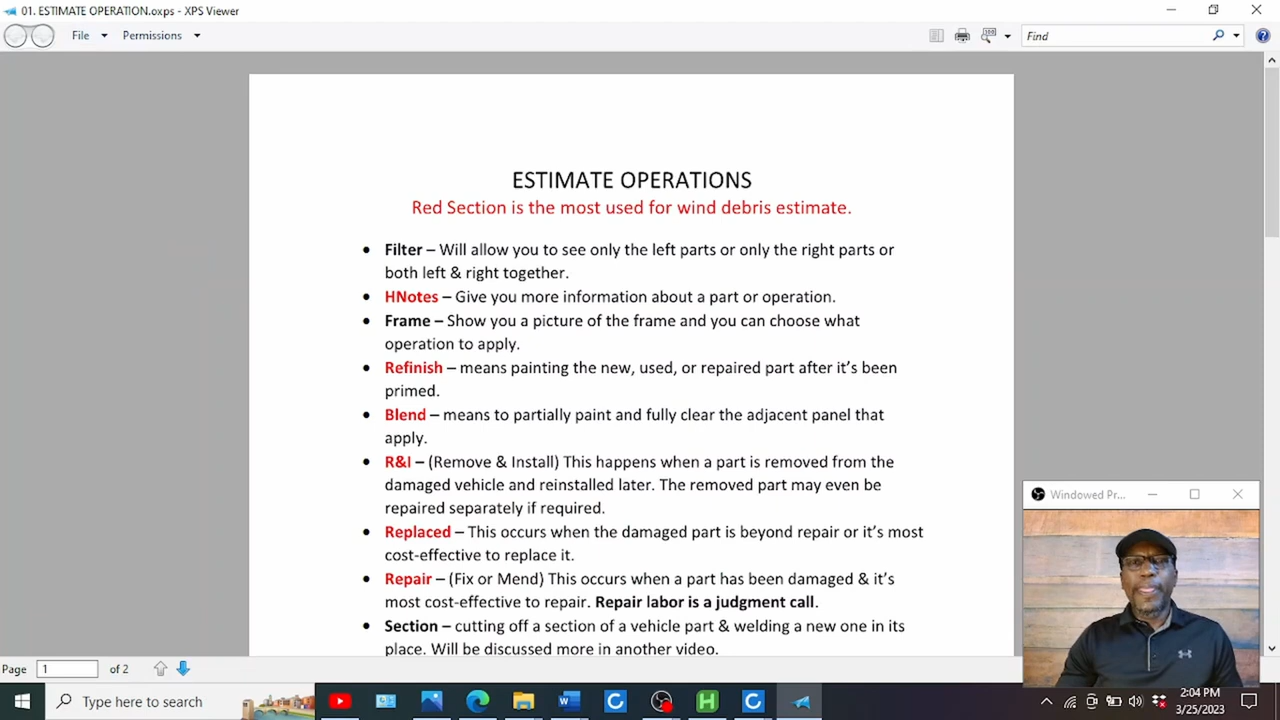 01. ESTIMATE OPERATION.oxps - XPS Viewer
File
Permissions
Find
ESTIMATE OPERATIONS
Red Section is the most used for wind debris estimate.
• Filter – Will allow you to see only the left parts or only the right parts or
both left & right together.
• HNotes – Give you more information about a part or operation.
• Frame – Show you a picture of the frame and you can choose what
operation to apply.
• Refinish – means painting the new, used, or repaired part after it's been
primed.
• Blend – means to partially paint and fully clear the adjacent panel that
apply.
• R&I – (Remove & Install) This happens when a part is removed from the
damaged vehicle and reinstalled later. The removed part may even be
repaired separately if required.
• Replaced – This occurs when the damaged part is beyond repair or it's most
cost-effective to replace it.
• Repair – (Fix or Mend) This occurs when a part has been damaged & it's
most cost-effective to repair. Repair labor is a judgment call.
• Section – cutting off a section of a vehicle part & welding a new one in its
place. Will be discussed more in another video.
Windowed Pr...
Page 1 of 2
Type here to search
2:04 PM
3/25/2023